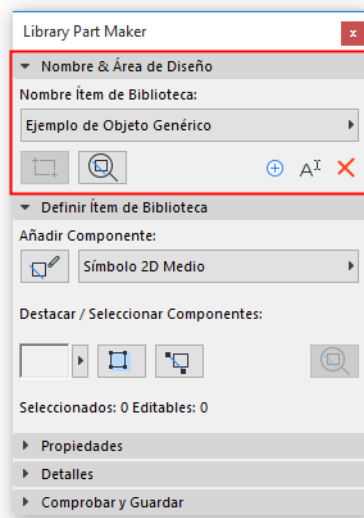 Library Part Maker
x
Nombre & Área de Diseño
Nombre Ítem de Biblioteca:
Ejemplo de Objeto Genérico
A
Definir Ítem de Biblioteca
Añadir Componente:
Símbolo 2D Medio
Destacar / Seleccionar Componentes:
Seleccionados: 0 Editables: 0
Propiedades
Detalles
Comprobar y Guardar